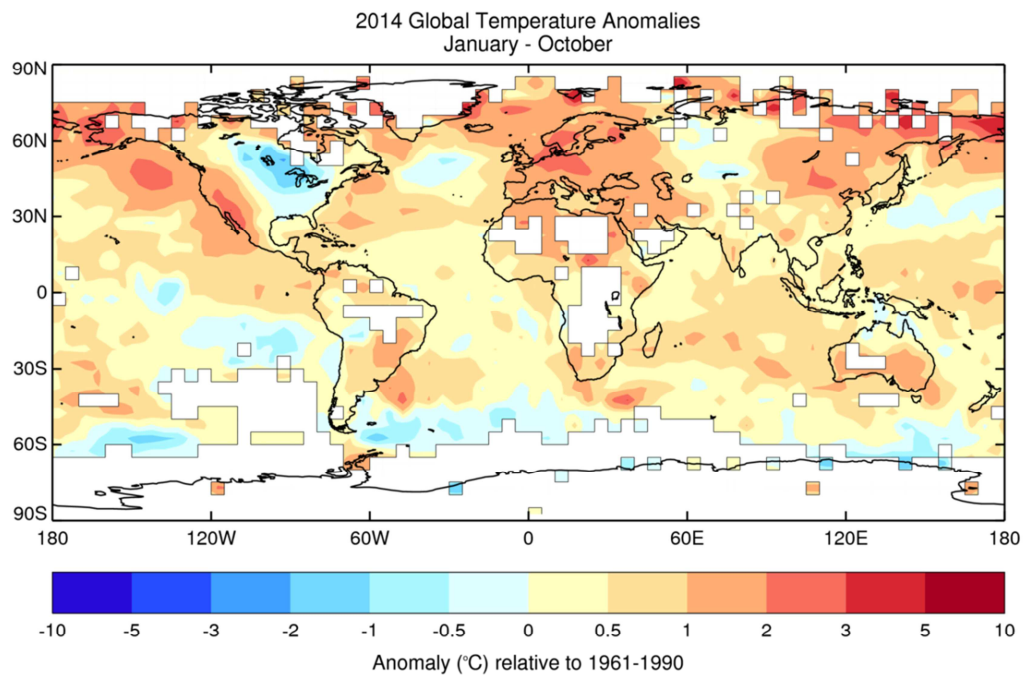 2014 Global Temperature Anomalies
January - October
90N
60N
30N
0
30S
60S
90S
180 120W 60W 0 60E 120E 180
-10 -5 -3 -2 -1 -0.5 0 0.5 1 2 3 5 10
Anomaly (°C) relative to 1961-1990